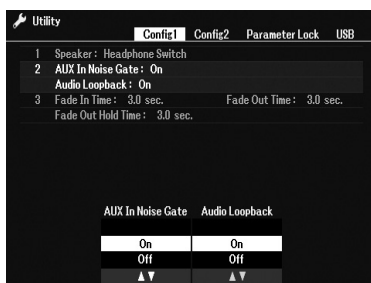 Utility
Config1 Config2 Parameter Lock USB
1 Speaker: Headphone Switch
2 AUX In Noise Gate: On
Audio Loopback: On
3 Fade In Time: 3.0 sec. Fade Out Time: 3.0 sec.
Fade Out Hold Time: 3.0 sec.
AUX In Noise Gate Audio Loopback
On On
Off Off